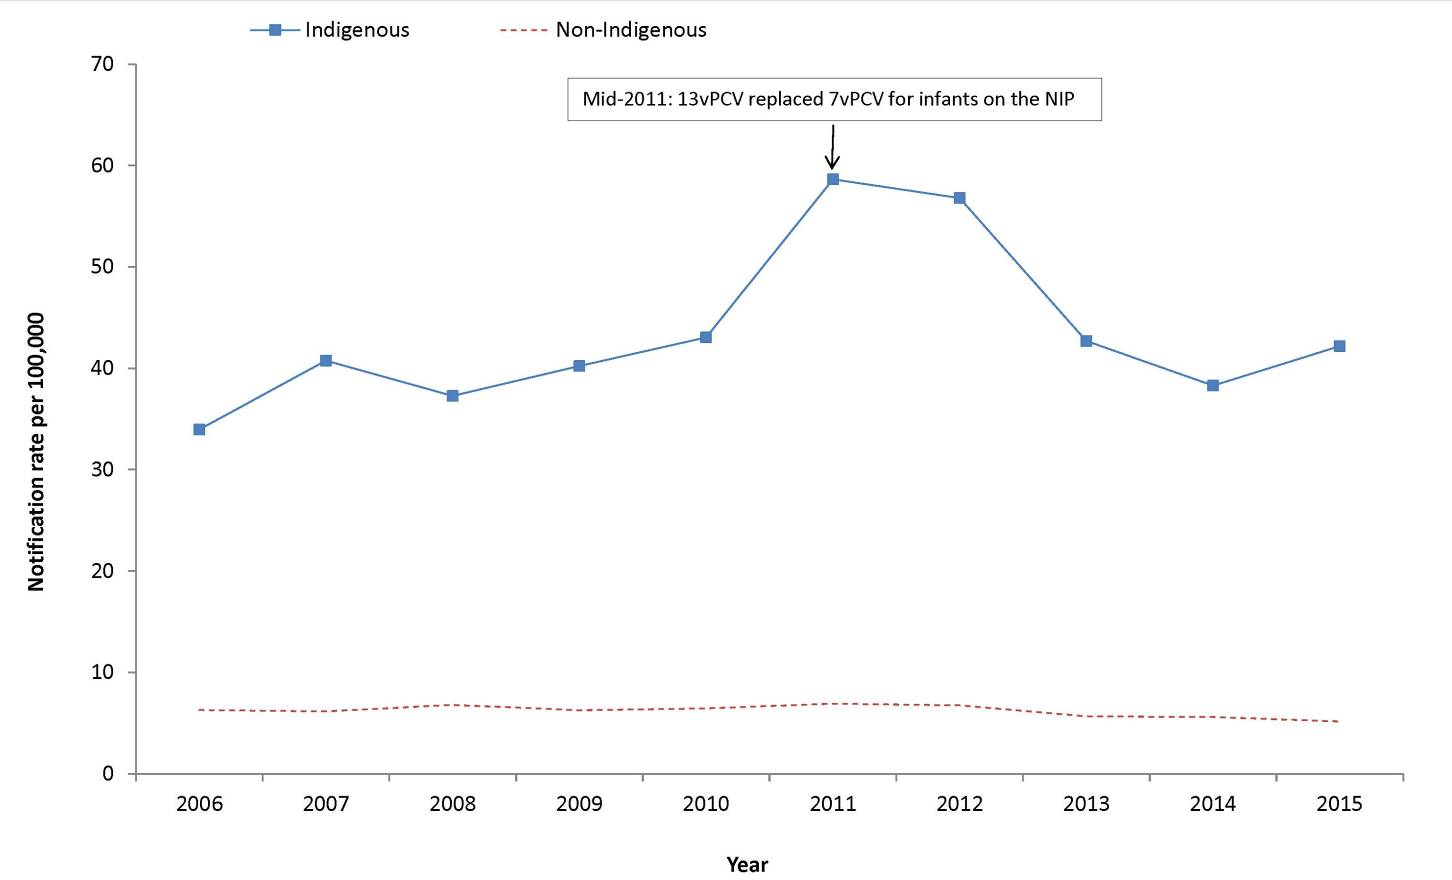 Indigenous
Non-Indigenous
Mid-2011: 13vPCV replaced 7vPCV for infants on the NIP
70
60
50
40
30
20
10
0
Notification rate per 100,000
2006 2007 2008 2009 2010 2011 2012 2013 2014 2015
Year